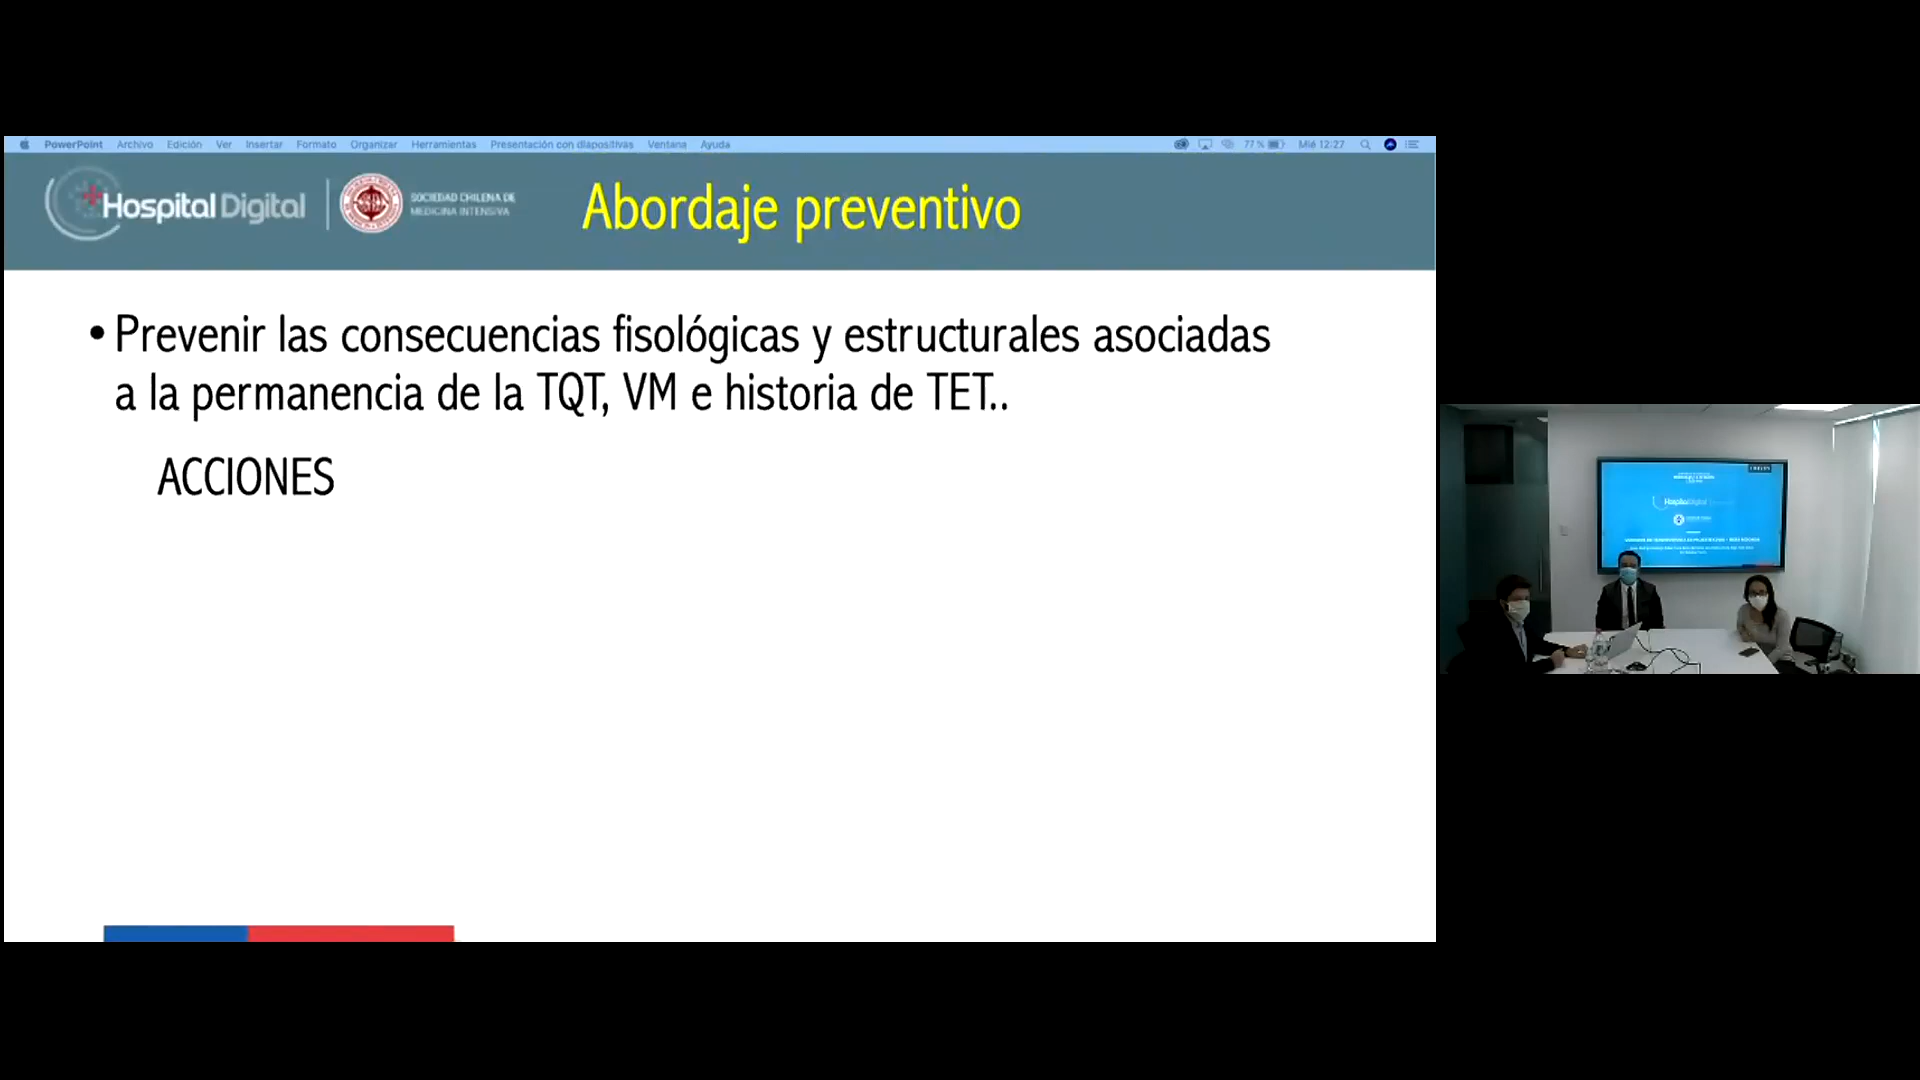 PowerPoint Archivo Edición Ver Insertar Formato Organizar Herramientas Presentación con diapositivas Ventana Ayuda
77 % Mié 12:27
Hospital Digital
SOCIEDAD CHILENA DE
MEDICINA INTENSIVA
Abordaje preventivo
• Prevenir las consecuencias fisológicas y estructurales asociadas
a la permanencia de la TQT, VM e historia de TET..
ACCIONES
HospitalDigital